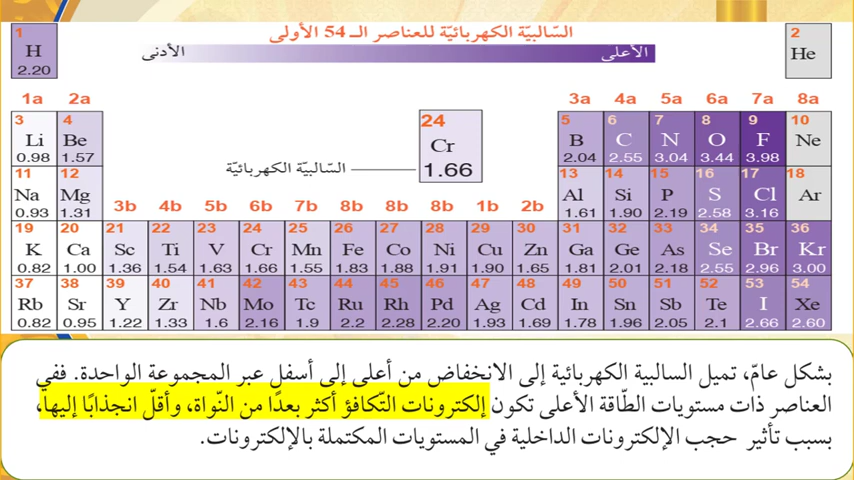 السّالبيّة الكهربائيّة للعناصر الـ 54 الأولى
الأعلى الأدنى
1 2
H He
2.20
1a 2a 3a 4a 5a 6a 7a 8a
3 4 24 5 6 7 8 9 10
Li Be Cr B C N O F Ne
0.98 1.57 1.66 2.04 2.55 3.04 3.44 3.98
السّالبيّة الكهربائيّة
11 12 13 14 15 16 17 18
Na Mg Al Si P S Cl Ar
0.93 1.31 1.61 1.90 2.19 2.58 3.16
3b 4b 5b 6b 7b 8b 8b 8b 1b 2b
19 20 21 22 23 24 25 26 27 28 29 30 31 32 33 34 35 36
K Ca Sc Ti V Cr Mn Fe Co Ni Cu Zn Ga Ge As Se Br Kr
0.82 1.00 1.36 1.54 1.63 1.66 1.55 1.83 1.88 1.91 1.90 1.65 1.81 2.01 2.18 2.55 2.96 3.00
37 38 39 40 41 42 43 44 45 46 47 48 49 50 51 52 53 54
Rb Sr Y Zr Nb Mo Tc Ru Rh Pd Ag Cd In Sn Sb Te I Xe
0.82 0.95 1.22 1.33 1.6 2.16 1.9 2.2 2.28 2.20 1.93 1.69 1.78 1.96 2.05 2.1 2.66 2.60
بشكل عامّ، تميل السالبية الكهربائية إلى الانخفاض من أعلى إلى أسفل عبر المجموعة الواحدة. ففي
العناصر ذات مستويات الطّاقة الأعلى تكون إلكترونات التّكافؤ أكثر بعدًا من النّواة، وأقلّ انجذابًا إليها،
بسبب تأثير حجب الإلكترونات الداخلية في المستويات المكتملة بالإلكترونات.